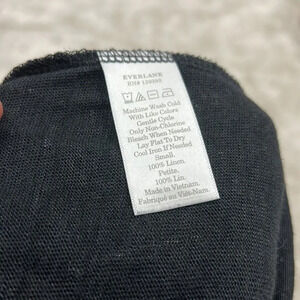 EVERLANE
Machine Wash Cold
With Like Colors
Gentle Cycle
Only Non-Chlorine
Bleach When Needed
Lay Flat To Dry
Cool Iron If Needed
Small.
100% Linen.
Petite.
100% Lin.
Made in Vietnam.
Fabriqué au Viêt-Nam.